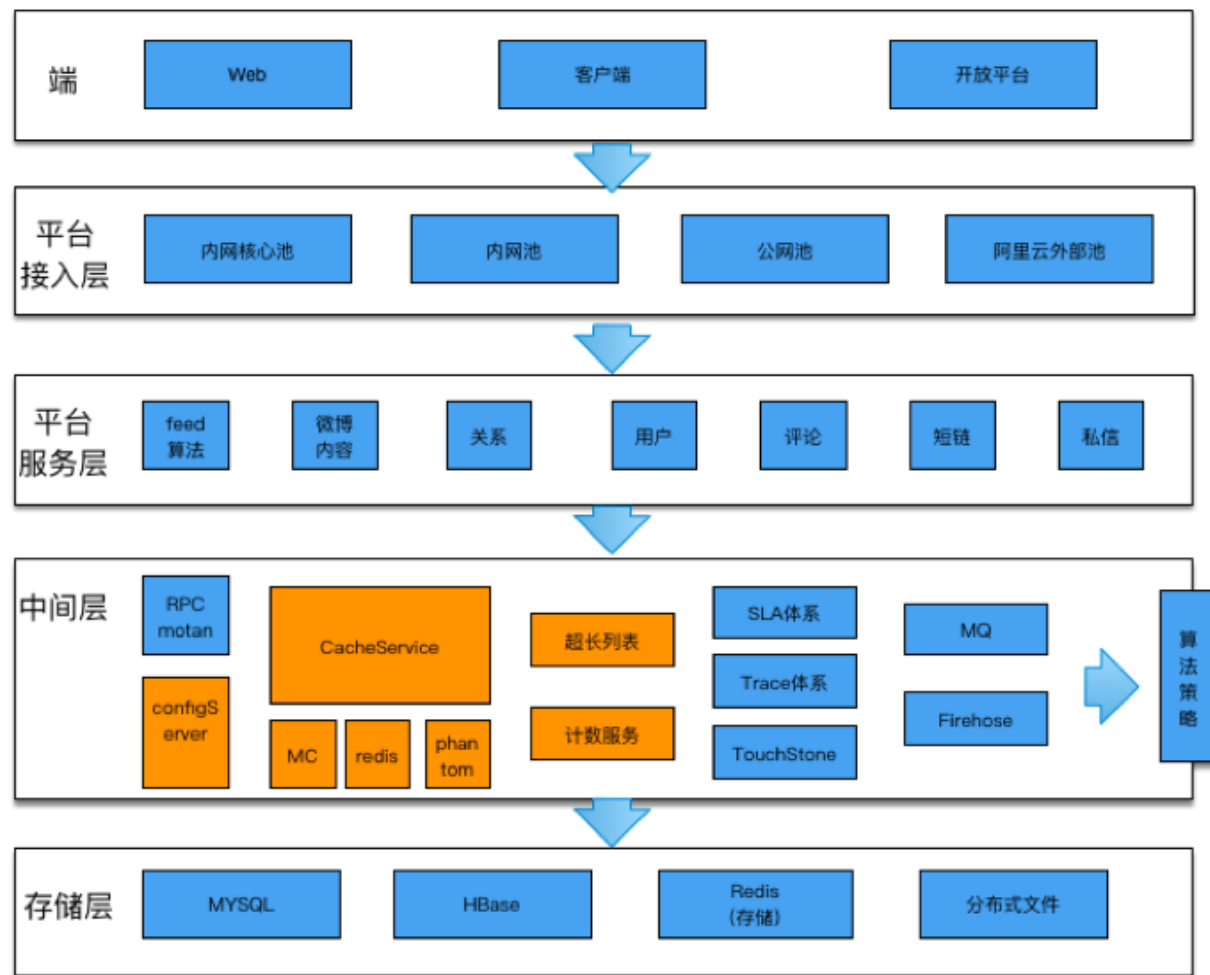 端
Web
客户端
开放平台
平台
接入层
内网核心池
内网池
公网池
阿里云外部池
平台
服务层
feed
算法
微博
内容
关系
用户
评论
短链
私信
中间层
RPC
motan
configS
erver
CacheService
MC
redis
phan
tom
超长列表
计数服务
SLA体系
Trace体系
TouchStone
MQ
Firehose
算
法
策
略
存储层
MYSQL
HBase
Redis
(存储)
分布式文件